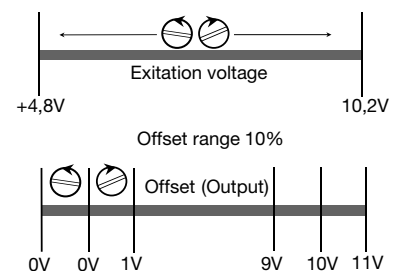 Exitation voltage
+4,8V 10,2V
Offset range 10%
Offset (Output)
0V 0V 1V 9V 10V 11V